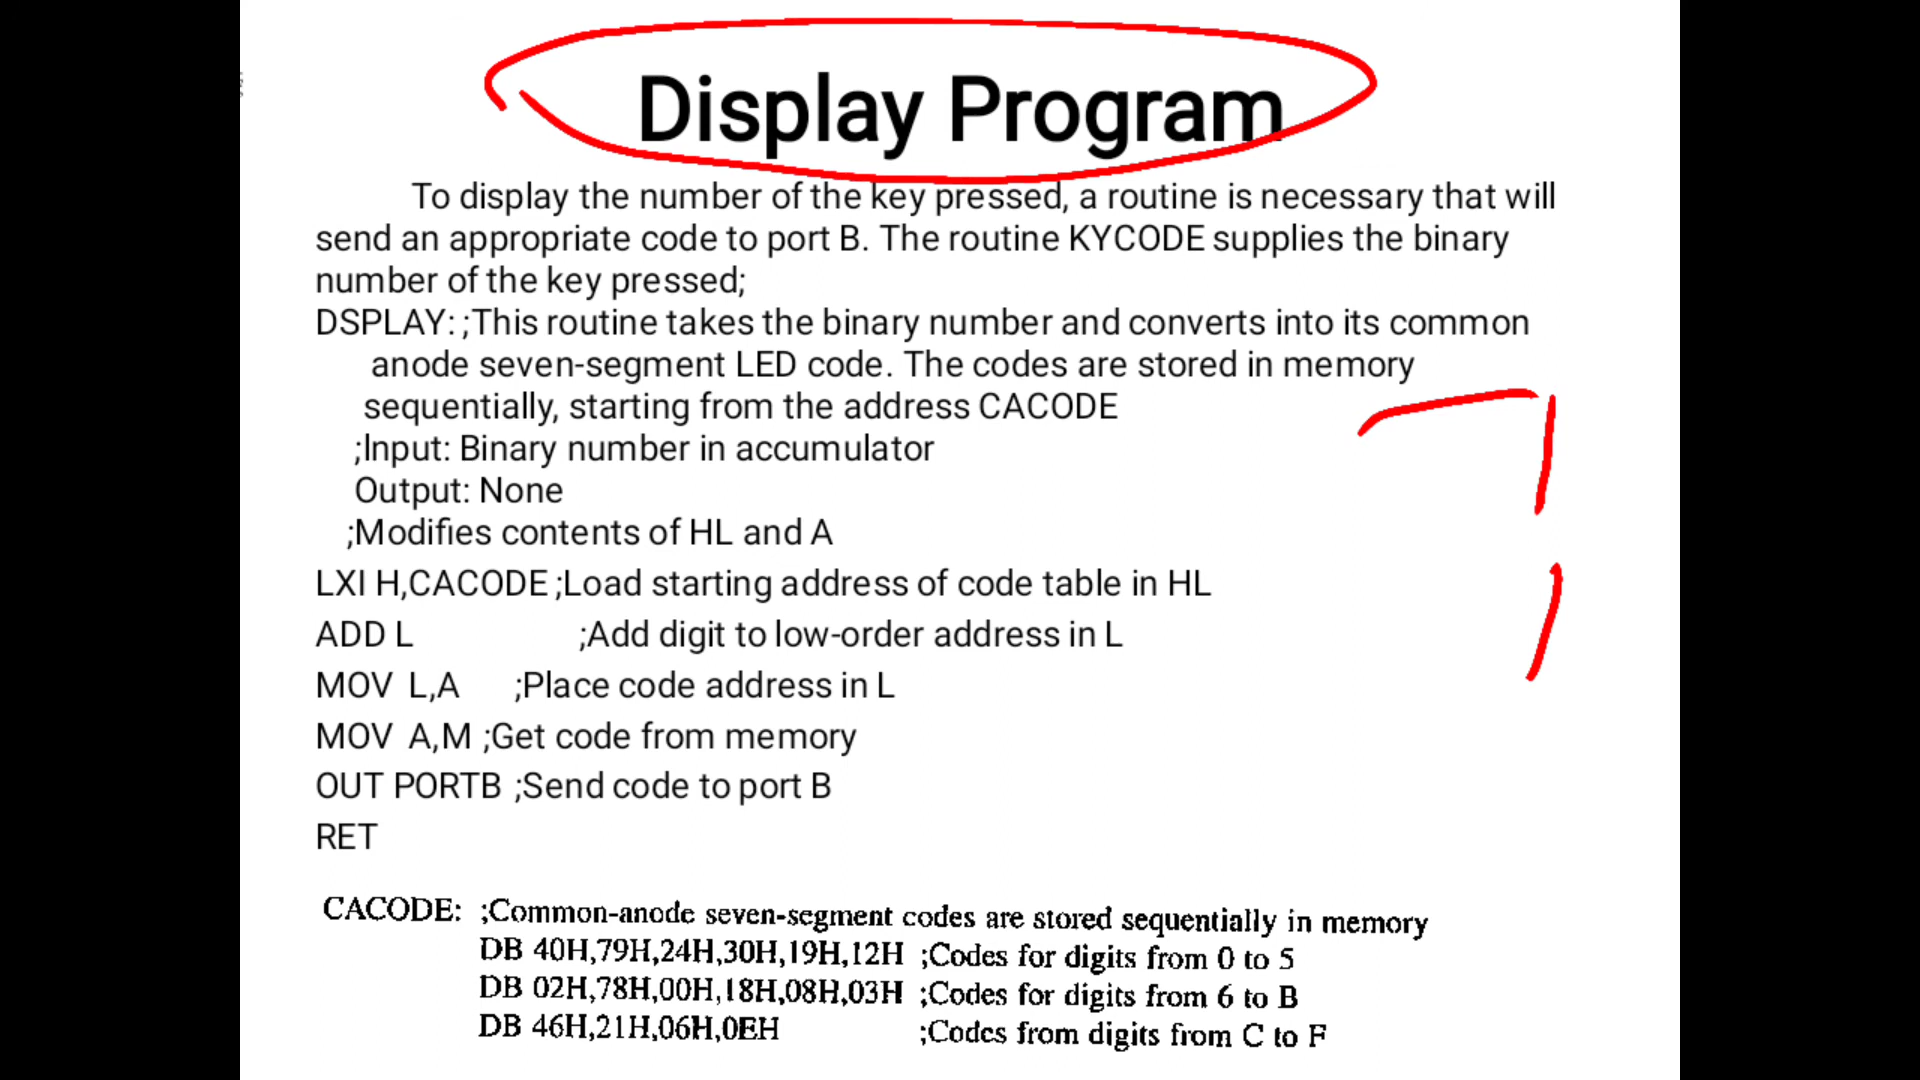 Display Program
To display the number of the key pressed, a routine is necessary that will
send an appropriate code to port B. The routine KYCODE supplies the binary
number of the key pressed;
DSPLAY: ;This routine takes the binary number and converts into its common
anode seven-segment LED code. The codes are stored in memory
sequentially, starting from the address CACODE
;Input: Binary number in accumulator
Output: None
;Modifies contents of HL and A
LXI H,CACODE ;Load starting address of code table in HL
ADD L ;Add digit to low-order address in L
MOV L,A ;Place code address in L
MOV A,M ;Get code from memory
OUT PORTB ;Send code to port B
RET
CACODE: ;Common-anode seven-segment codes are stored sequentially in memory
DB 40H,79H,24H,30H,19H,12H ;Codes for digits from 0 to 5
DB 02H,78H,00H,18H,08H,03H ;Codes for digits from 6 to B
DB 46H,21H,06H,0EH ;Codes from digits from C to F